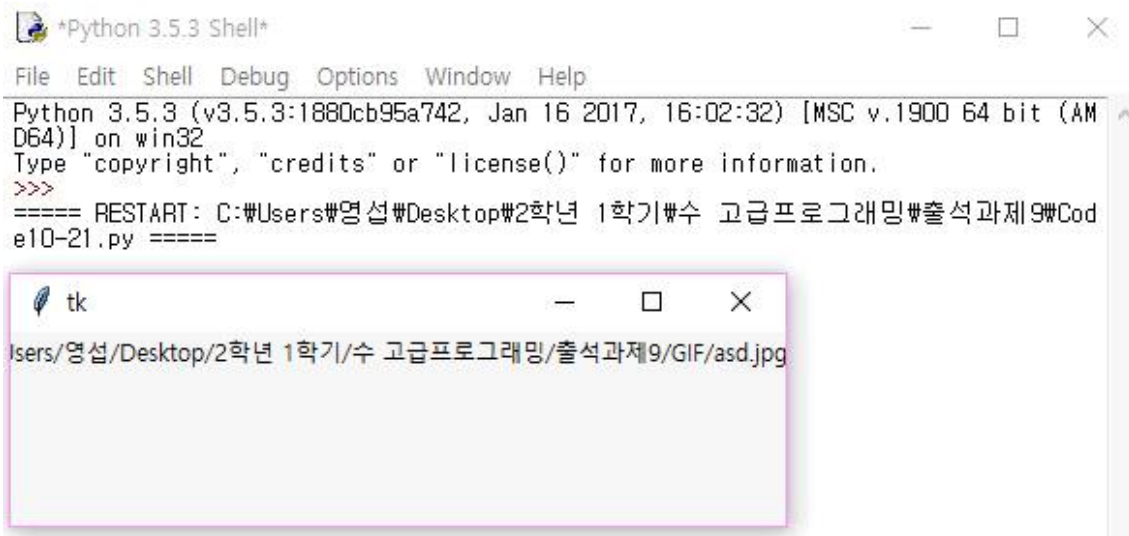 *Python 3.5.3 Shell*
File Edit Shell Debug Options Window Help
Python 3.5.3 (v3.5.3:1880cb95a742, Jan 16 2017, 16:02:32) [MSC v.1900 64 bit (AM
D64)] on win32
Type "copyright", "credits" or "license()" for more information.
>>>
===== RESTART: C:₩Users₩영섭₩Desktop₩2학년 1학기₩수 고급프로그래밍₩출석과제9₩Cod
e10-21.py =====
tk
sers/영섭/Desktop/2학년 1학기/수 고급프로그래밍/출석과제9/GIF/asd.jpg